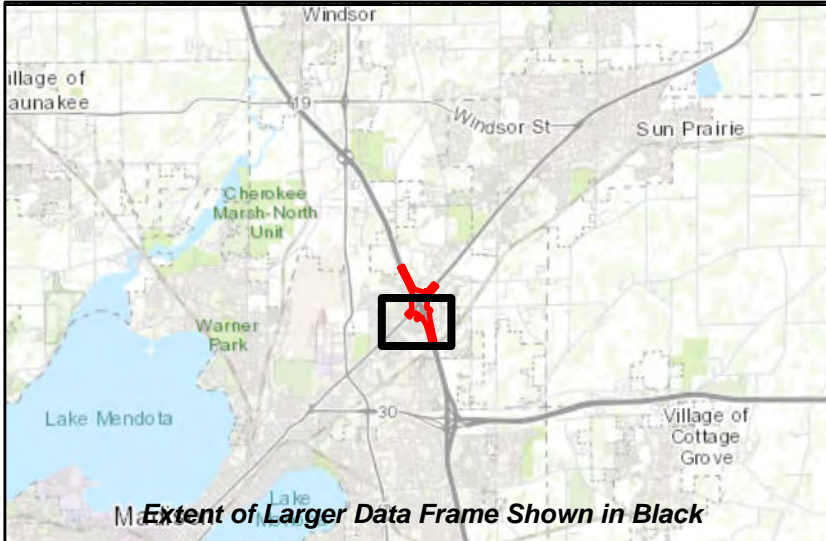 Windsor
illage of
aunakee
19
Windsor St
Sun Prairie
Cherokee
Marsh-North
Unit
Warner
Park
Lake Mendota
30
Village of
Cottage
Grove
Lake
Extent of Larger Data Frame Shown in Black